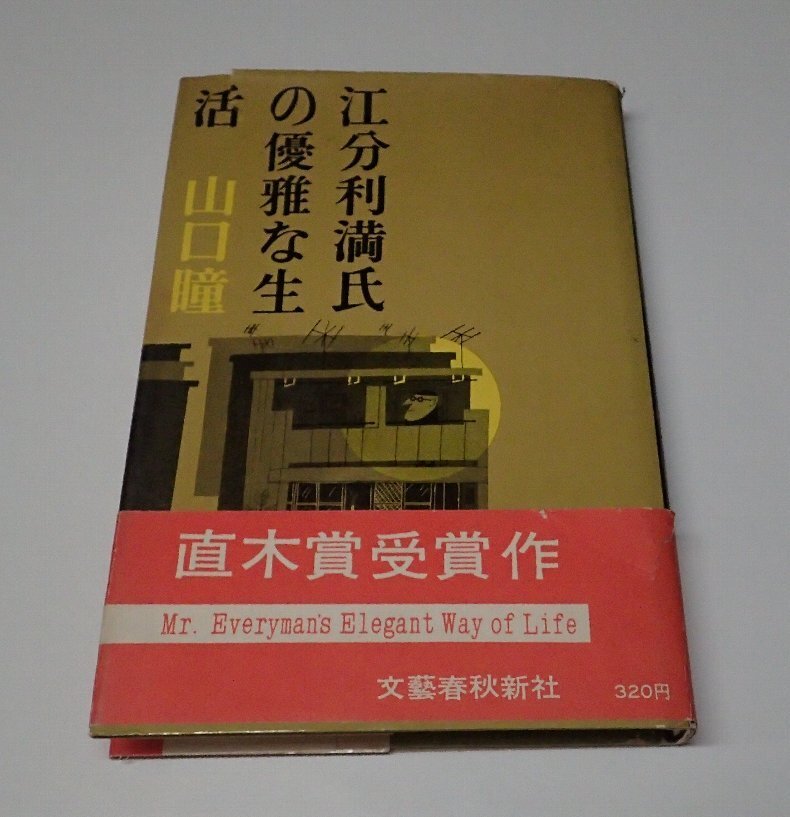 江分利満氏
の優雅な生
活 山口瞳
直木賞受賞作
Mr. Everyman's Elegant Way of Life
文藝春秋新社 320円